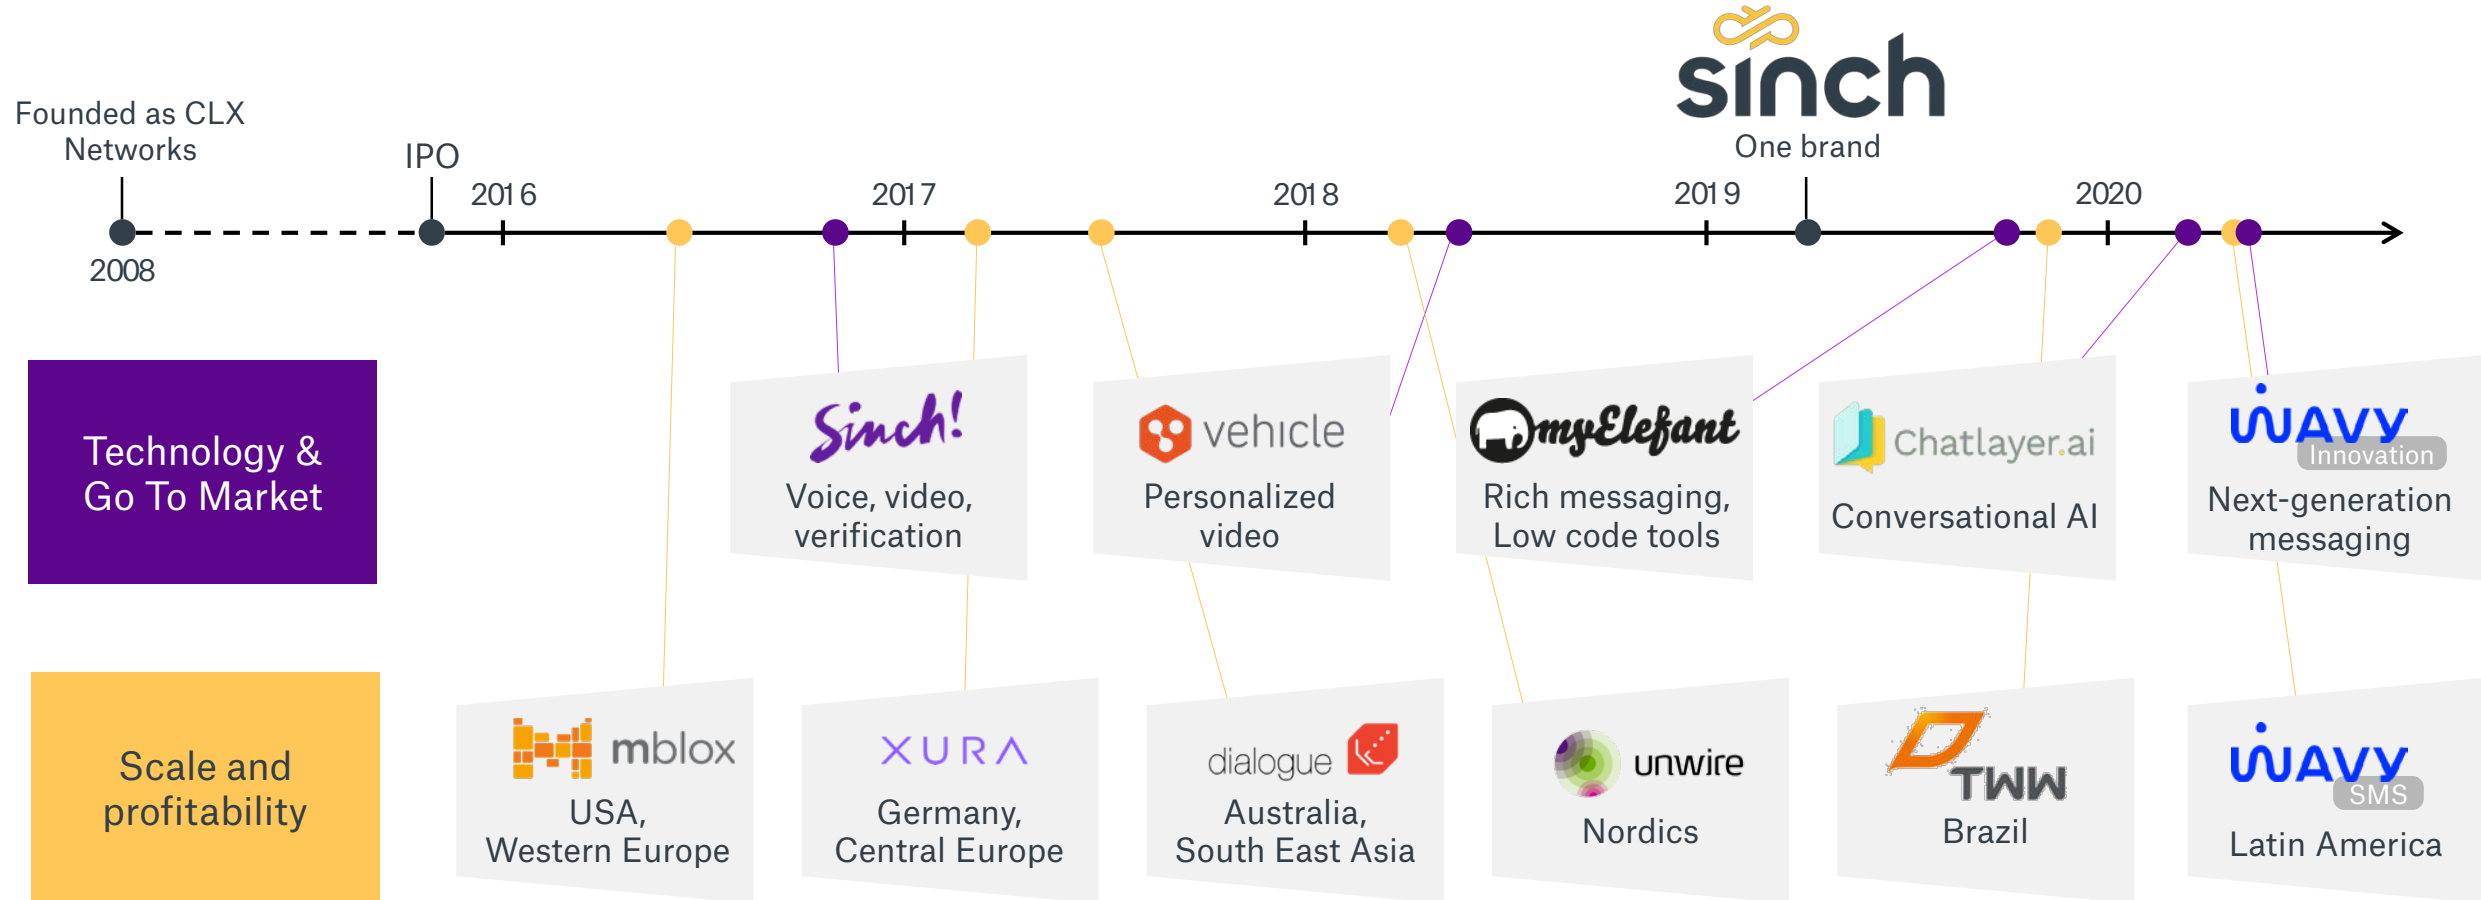 sinch
One brand
Founded as CLX
Networks
IPO
2016
2017
2018
2019
2020
2008
Technology &
Go To Market
Sinch!
Voice, video,
verification
vehicle
Personalized
video
myElefant
Rich messaging,
Low code tools
Chatlayer.ai
Conversational AI
WAVY
Innovation
Next-generation
messaging
Scale and
profitability
mblox
USA,
Western Europe
XURA
Germany,
Central Europe
dialogue
Australia,
South East Asia
unwire
Nordics
TWW
Brazil
WAVY
SMS
Latin America